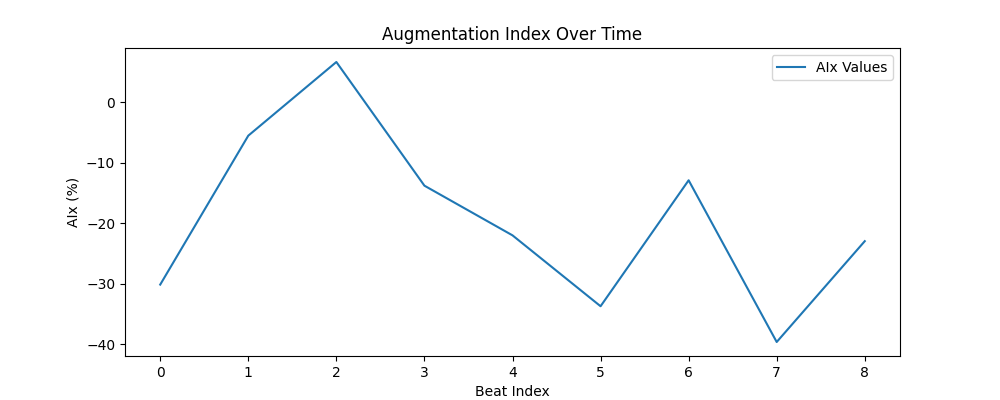 Augmentation Index Over Time
AIx Values
AIx (%)
0
−10
−20
−30
−40
0 1 2 3 4 5 6 7 8
Beat Index